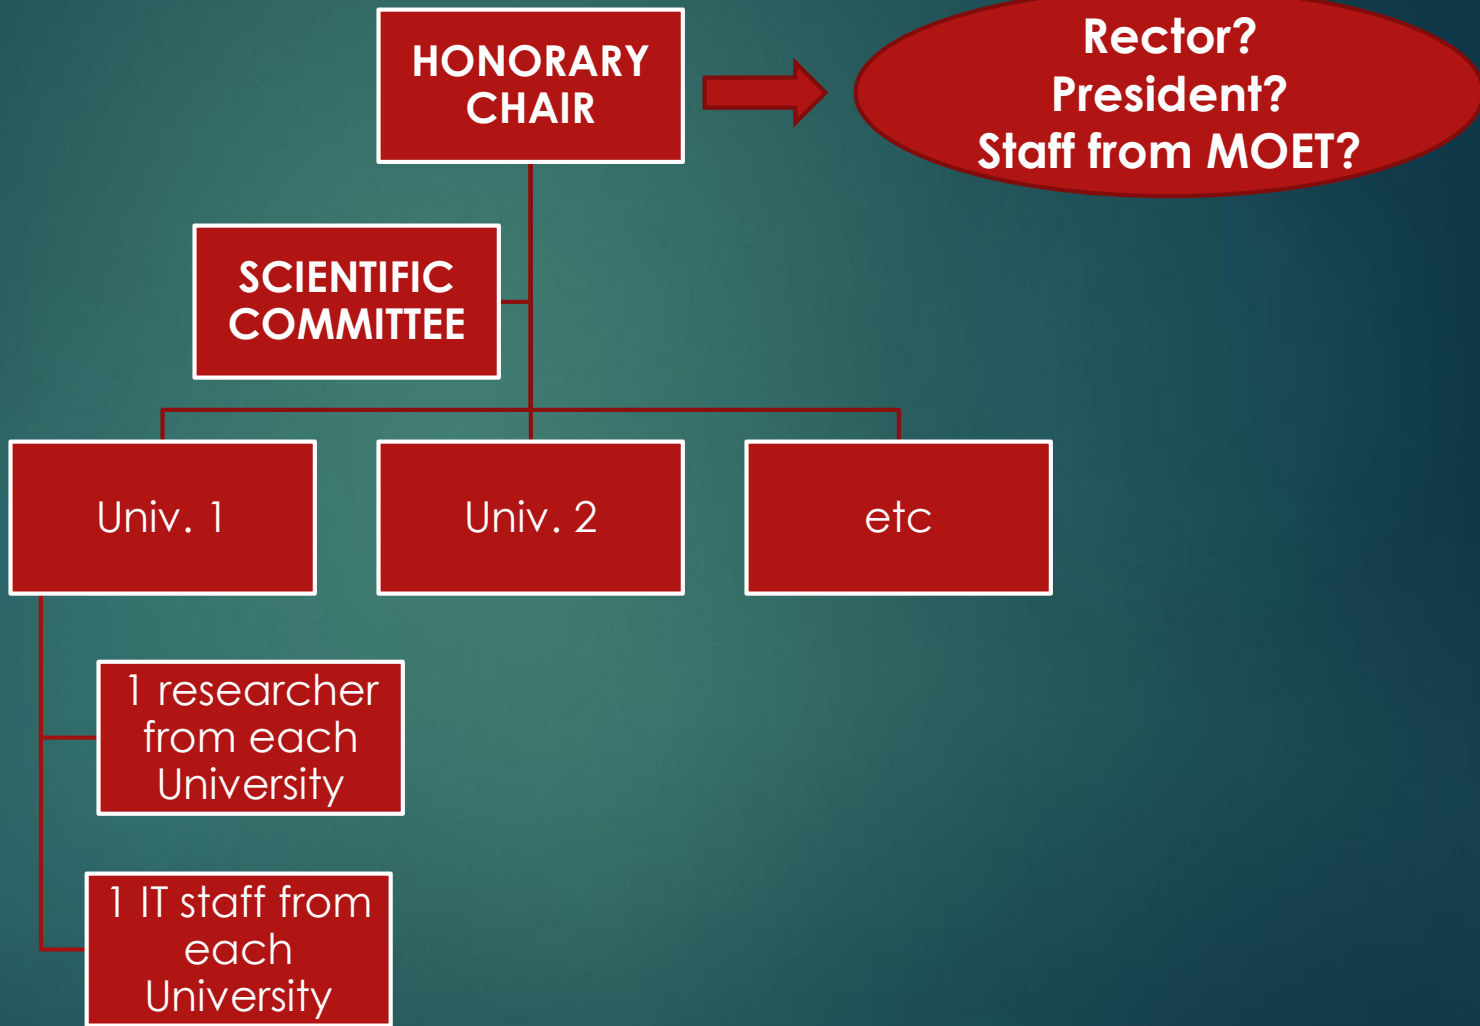 HONORARY
CHAIR
Rector?
President?
Staff from MOET?
SCIENTIFIC
COMMITTEE
Univ. 1
Univ. 2
etc
1 researcher
from each
University
1 IT staff from
each
University